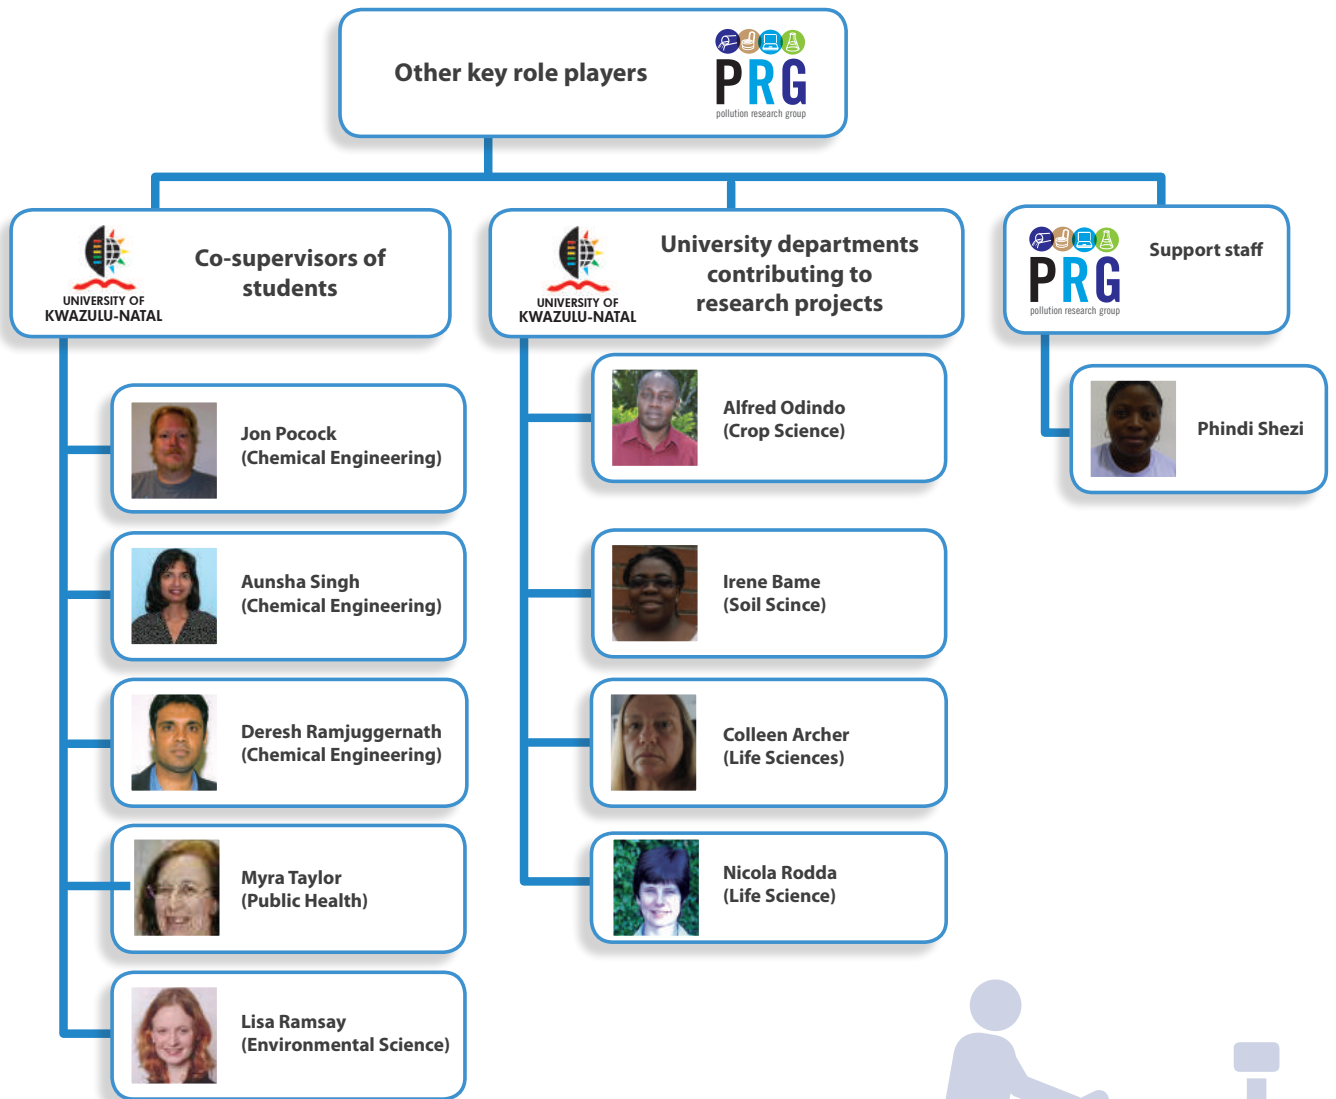 Other key role players
PRG
pollution research group
UNIVERSITY OF
KWAZULU-NATAL
Co-supervisors of
students
UNIVERSITY OF
KWAZULU-NATAL
University departments
contributing to
research projects
PRG
pollution research group
Support staff
Jon Pocock
(Chemical Engineering)
Aunsha Singh
(Chemical Engineering)
Deresh Ramjuggernath
(Chemical Engineering)
Myra Taylor
(Public Health)
Lisa Ramsay
(Environmental Science)
Alfred Odindo
(Crop Science)
Irene Bame
(Soil Scince)
Colleen Archer
(Life Sciences)
Nicola Rodda
(Life Science)
Phindi Shezi